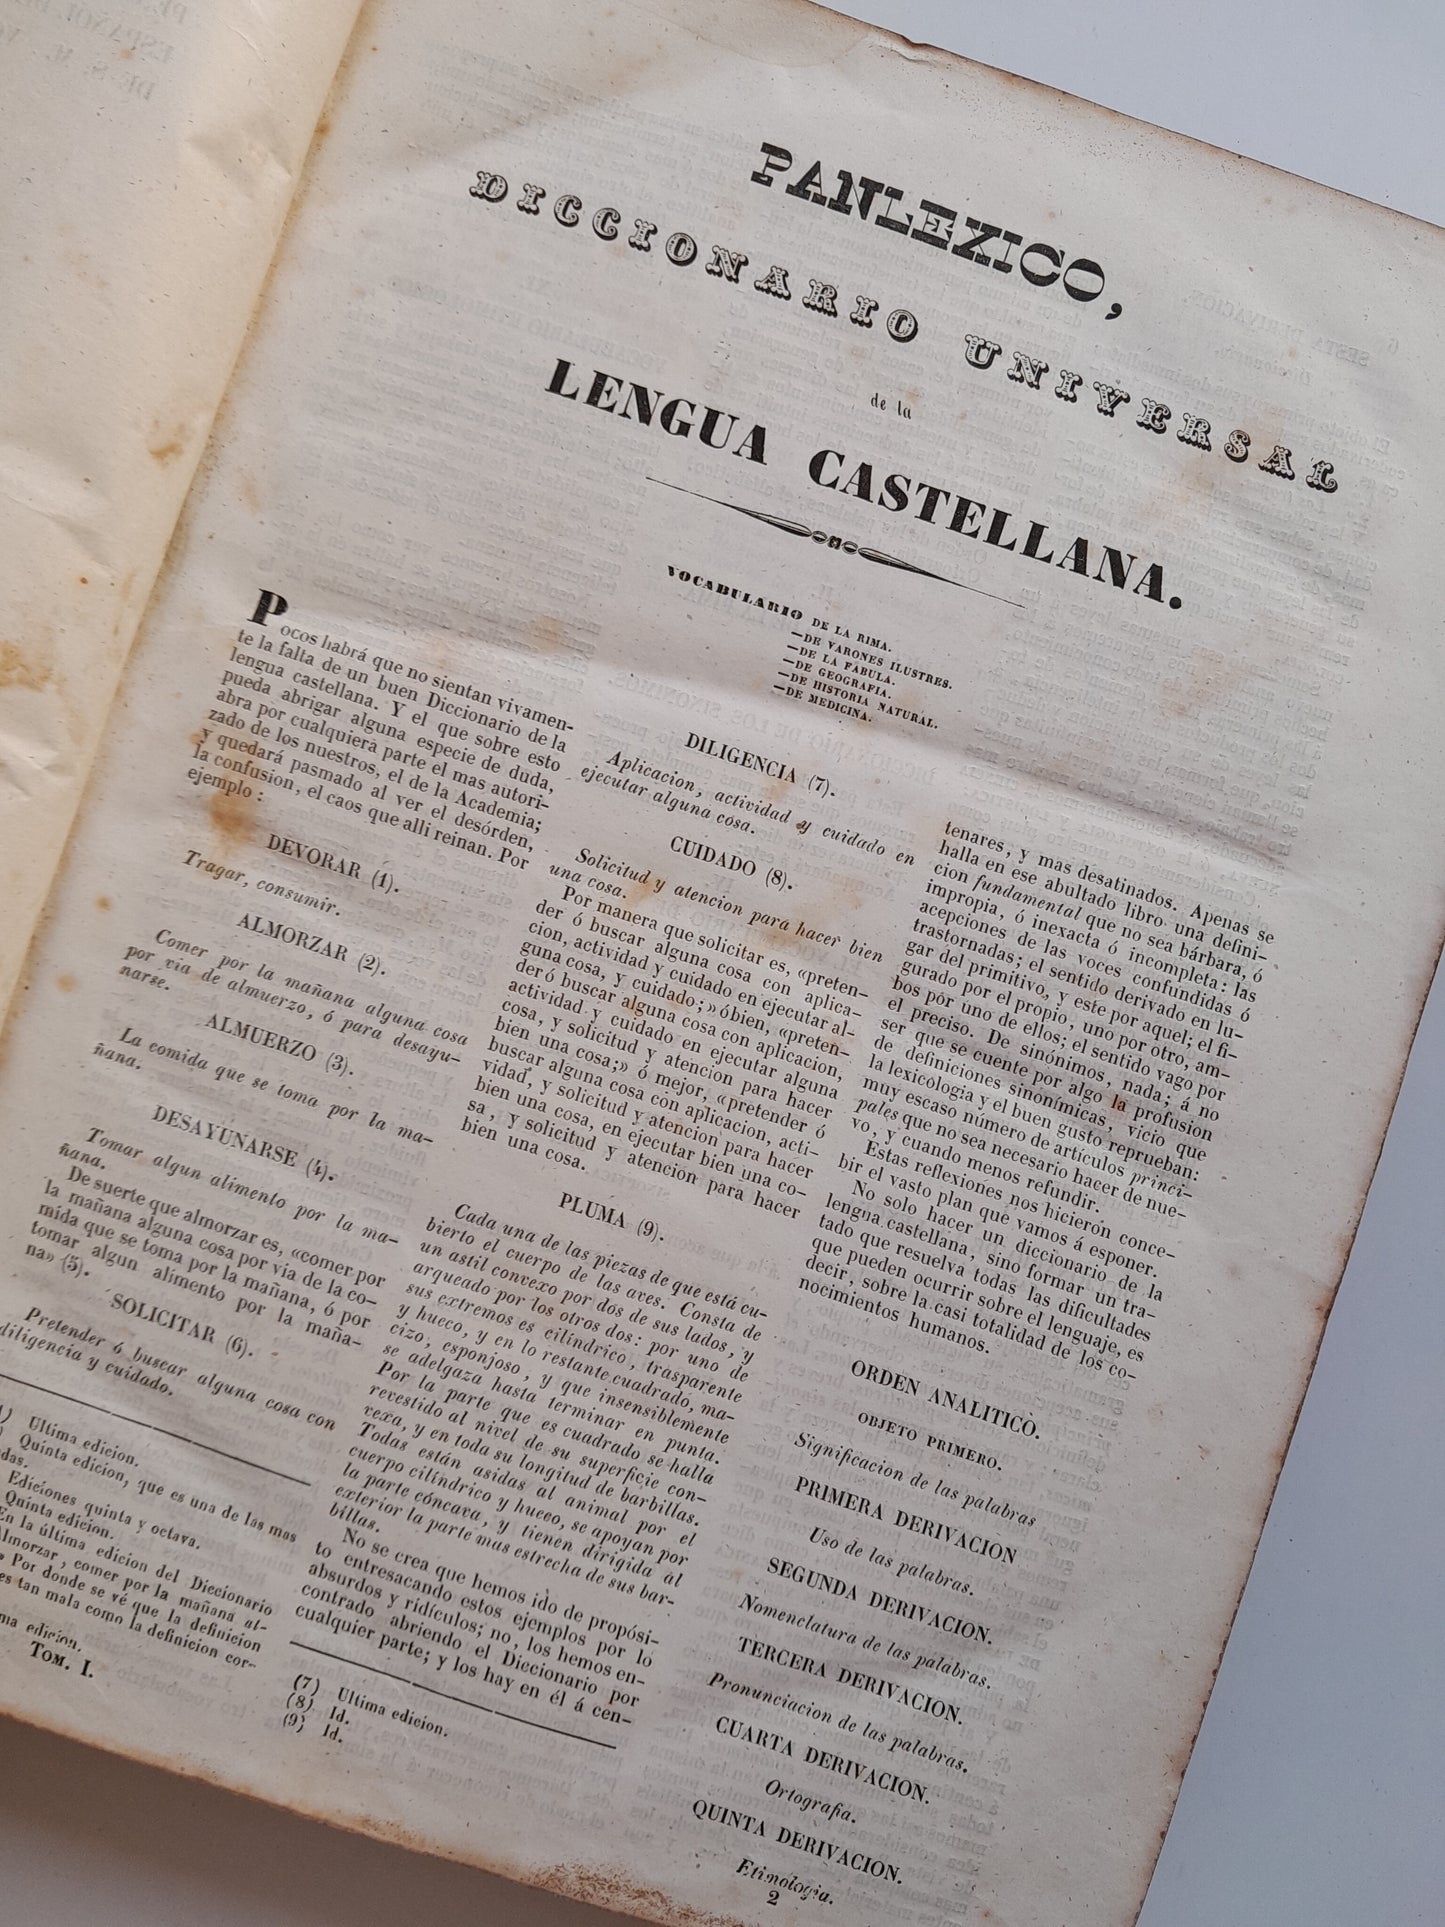 PANLEXICO,
DICCIONARIO UNIVERSAL
de la
LENGUA CASTELLANA.
VOCABULARIO DE LA RIMA.
—DE VARONES ILUSTRES.
—DE LA FABULA.
—DE GEOGRAFIA.
—DE HISTORIA NATURAL.
—DE MEDICINA.
Pocos habrá que no sientan vivamen-
te la falta de un buen Diccionario de la
lengua castellana. Y el que sobre esto
pueda abrigar alguna especie de duda,
abra por cualquiera parte el mas autori-
zado de los nuestros, el de la Academia;
y quedará pasmado al ver el desórden,
la confusion, el caos que alli reinan. Por
ejemplo:
DEVORAR (1).
Tragar, consumir.
ALMORZAR (2).
Comer por la mañana alguna cosa
por via de almuerzo, ó para desayu-
narse.
ALMUERZO (3).
La comida que se toma por la ma-
ñana.
DESAYUNARSE (4).
Tomar algun alimento por la ma-
ñana.
De suerte que almorzar es, «comer por
la mañana alguna cosa por via de la co-
mida que se toma por la mañana, ó por
tomar algun alimento por la maña-
na» (5).
SOLICITAR (6).
Pretender ó buscar alguna cosa con
diligencia y cuidado.
) Ultima edicion.
) Quinta edicion, que es una de las mas
Ediciones quinta y octava.
Quinta edicion.
En la última edicion del Diccionario
Almorzar, comer por la mañana al-
» Por donde se vé que la definicion
es tan mala como la definicion cor-
edicion.
TOM. I.
DILIGENCIA (7).
Aplicacion, actividad y cuidado en
ejecutar alguna cosa.
CUIDADO (8).
Solicitud y atencion para hacer bien
una cosa.
Por manera que solicitar es, «preten-
der ó buscar alguna cosa con aplica-
cion, actividad y cuidado en ejecutar al-
guna cosa, y cuidado;» ó bien, «preten-
der ó buscar alguna cosa con aplicacion,
actividad y cuidado en ejecutar alguna
cosa, y solicitud y atencion para hacer
bien una cosa;» ó mejor, «pretender ó
buscar alguna cosa con aplicacion, acti-
vidad, y solicitud y atencion para hacer
bien una cosa, en ejecutar bien una co-
sa, y solicitud y atencion para hacer
bien una cosa.
PLUMA (9).
Cada una de las piezas de que está cu-
bierto el cuerpo de las aves. Consta de
un astil convexo por dos de sus lados, y
arqueado por los otros dos: por uno de
sus extremos es cilíndrico, trasparente
y hueco, y en lo restante cuadrado, ma-
cizo, esponjoso, y que insensiblemente
se adelgaza hasta terminar en punta.
Por la parte que es cuadrado se halla
revestido al nivel de su superficie con-
vexa, y en toda su longitud de barbillas.
Todas están asidas al animal por el
cuerpo cilíndrico y hueco, se apoyan por
la parte cóncava, y tienen dirigida al
exterior la parte mas estrecha de sus bar-
billas.
No se crea que hemos ido de propósi-
to entresacando estos ejemplos por lo
absurdos y ridículos; no, los hemos en-
contrado abriendo el Diccionario por
cualquier parte; y los hay en él á cen-
(7) Ultima edicion.
(8) Id.
(9) Id.
tenares, y mas desatinados. Apenas se
halla en ese abultado libro una defini-
cion fundamental que no sea bárbara, ó
impropia, ó inexacta ó incompleta: las
acepciones de las voces confundidas ó
trastornadas; el sentido derivado en lu-
gar del primitivo, y este por aquel; el fi-
gurado por el propio, uno por otro, am-
bos por uno de ellos; el sentido vago por
el preciso. De sinónimos, nada; á no
ser que se cuente por algo la profusion
de definiciones sinonímicas, vicio que
la lexicología y el buen gusto reprueban:
muy escaso número de artículos princi-
pales que no sea necesario hacer de nue-
vo, y cuando menos refundir.
Estas reflexiones nos hicieron conce-
bir el vasto plan que vamos á esponer.
No solo hacer un diccionario de la
lengua castellana, sino formar un tra-
tado que resuelva todas las dificultades
que pueden ocurrir sobre el lenguaje, es
decir, sobre la casi totalidad de los co-
nocimientos humanos.
ORDEN ANALITICO.
OBJETO PRIMERO.
Significacion de las palabras
PRIMERA DERIVACION
Uso de las palabras.
SEGUNDA DERIVACION.
Nomenclatura de las palabras.
TERCERA DERIVACION.
Pronunciacion de las palabras.
CUARTA DERIVACION.
Ortografia.
QUINTA DERIVACION.
Etimologia.
2